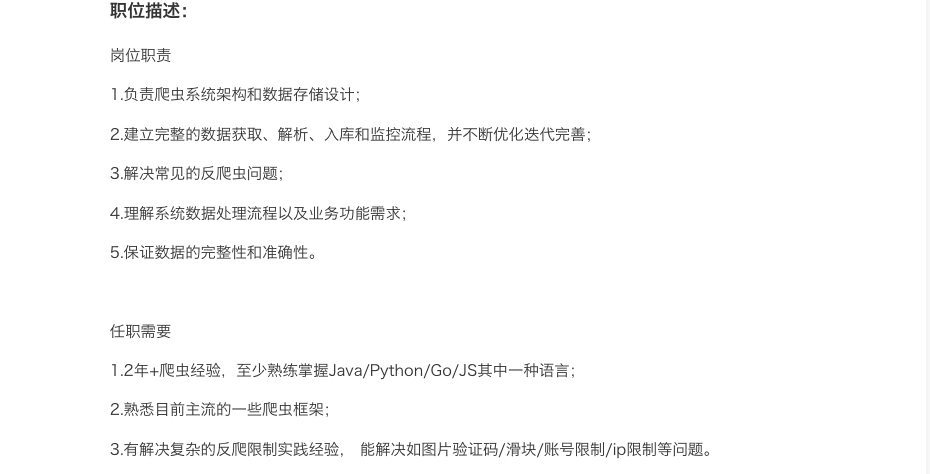 职位描述：
岗位职责
1.负责爬虫系统架构和数据存储设计；
2.建立完整的数据获取、解析、入库和监控流程，并不断优化迭代完善；
3.解决常见的反爬虫问题；
4.理解系统数据处理流程以及业务功能需求；
5.保证数据的完整性和准确性。
任职需要
1.2年+爬虫经验，至少熟练掌握Java/Python/Go/JS其中一种语言；
2.熟悉目前主流的一些爬虫框架；
3.有解决复杂的反爬限制实践经验， 能解决如图片验证码/滑块/账号限制/ip限制等问题。